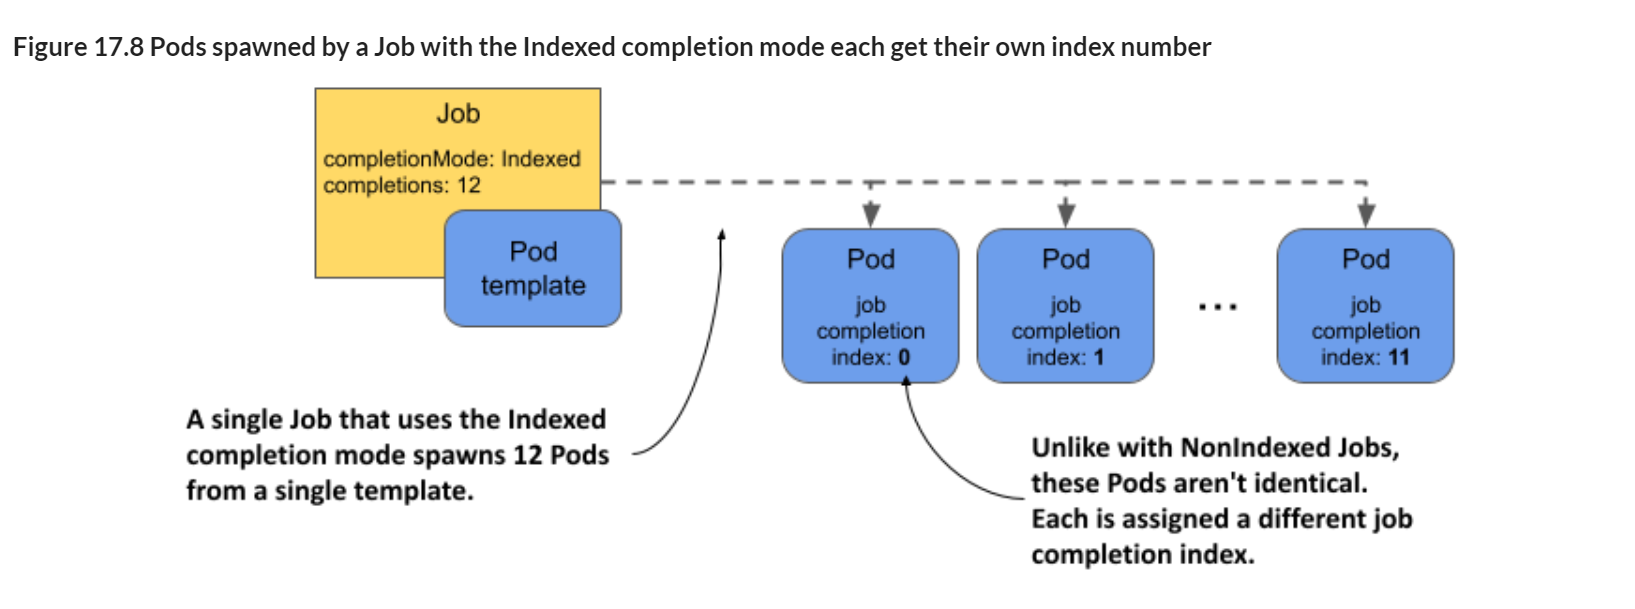 Figure 17.8 Pods spawned by a Job with the Indexed completion mode each get their own index number
Job
completionMode: Indexed
completions: 12
Pod
template
Pod
job
completion
index: 0
Pod
job
completion
index: 1
...
Pod
job
completion
index: 11
A single Job that uses the Indexed
completion mode spawns 12 Pods
from a single template.
Unlike with NonIndexed Jobs,
these Pods aren't identical.
Each is assigned a different job
completion index.